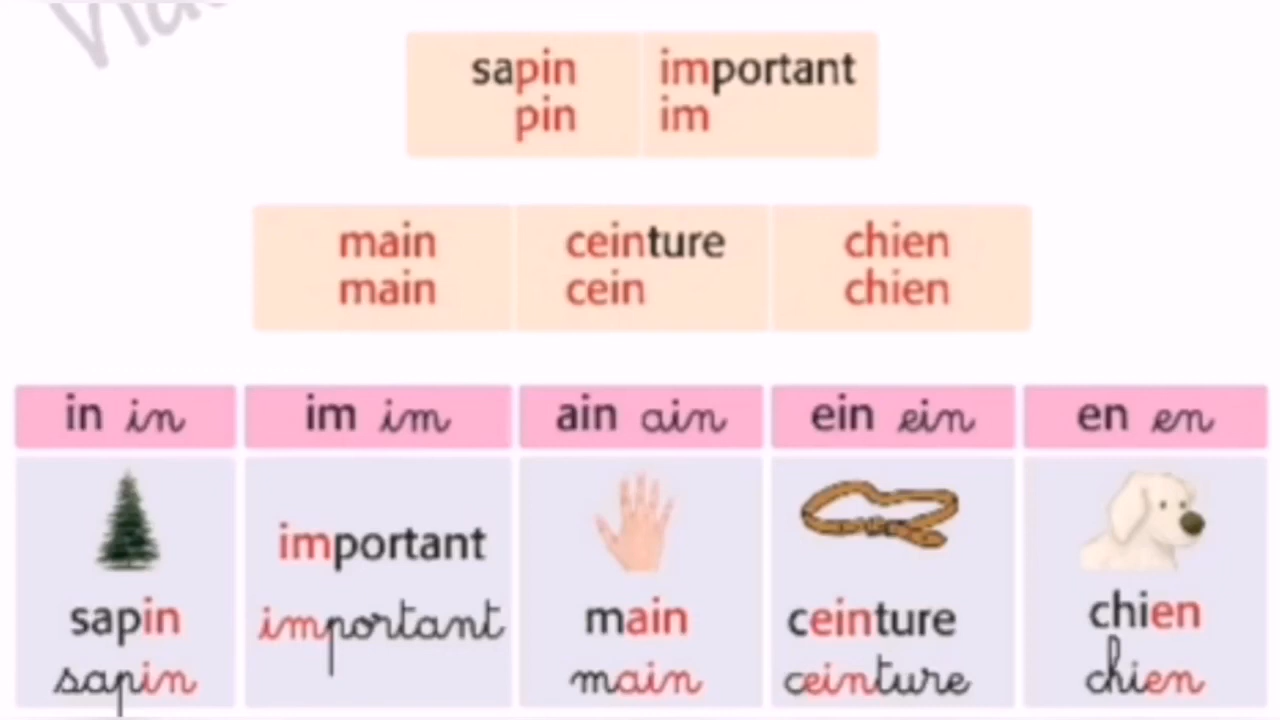 sapin important
pin im
main ceinture chien
main cein chien
in in im im ain ain ein ein en en
important
sapin important main ceinture chien
sapin main ceinture chien